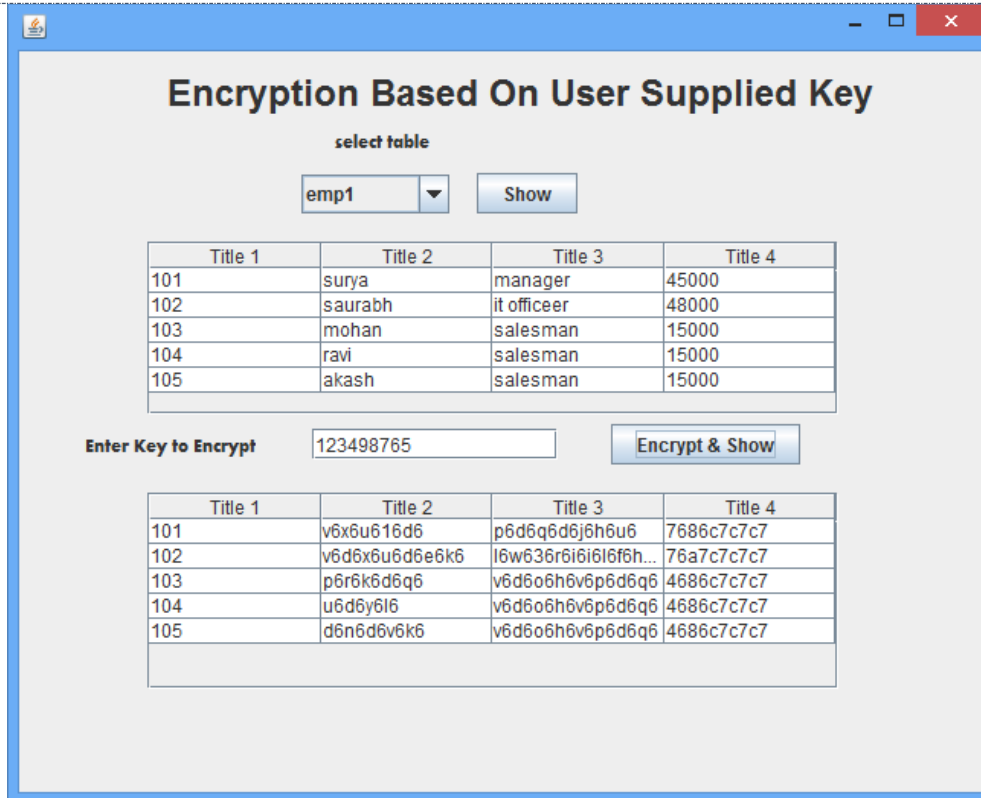 Encryption Based On User Supplied Key
select table
emp1 Show
Title 1 Title 2 Title 3 Title 4
101 surya manager 45000
102 saurabh it officeer 48000
103 mohan salesman 15000
104 ravi salesman 15000
105 akash salesman 15000
Enter Key to Encrypt 123498765 Encrypt & Show
Title 1 Title 2 Title 3 Title 4
101 v6x6u616d6 p6d6q6d6j6h6u6 7686c7c7c7
102 v6d6x6u6d6e6k6 l6w636r6i6i6l6f6h... 76a7c7c7c7
103 p6r6k6d6q6 v6d6o6h6v6p6d6q6 4686c7c7c7
104 u6d6y6l6 v6d6o6h6v6p6d6q6 4686c7c7c7
105 d6n6d6v6k6 v6d6o6h6v6p6d6q6 4686c7c7c7